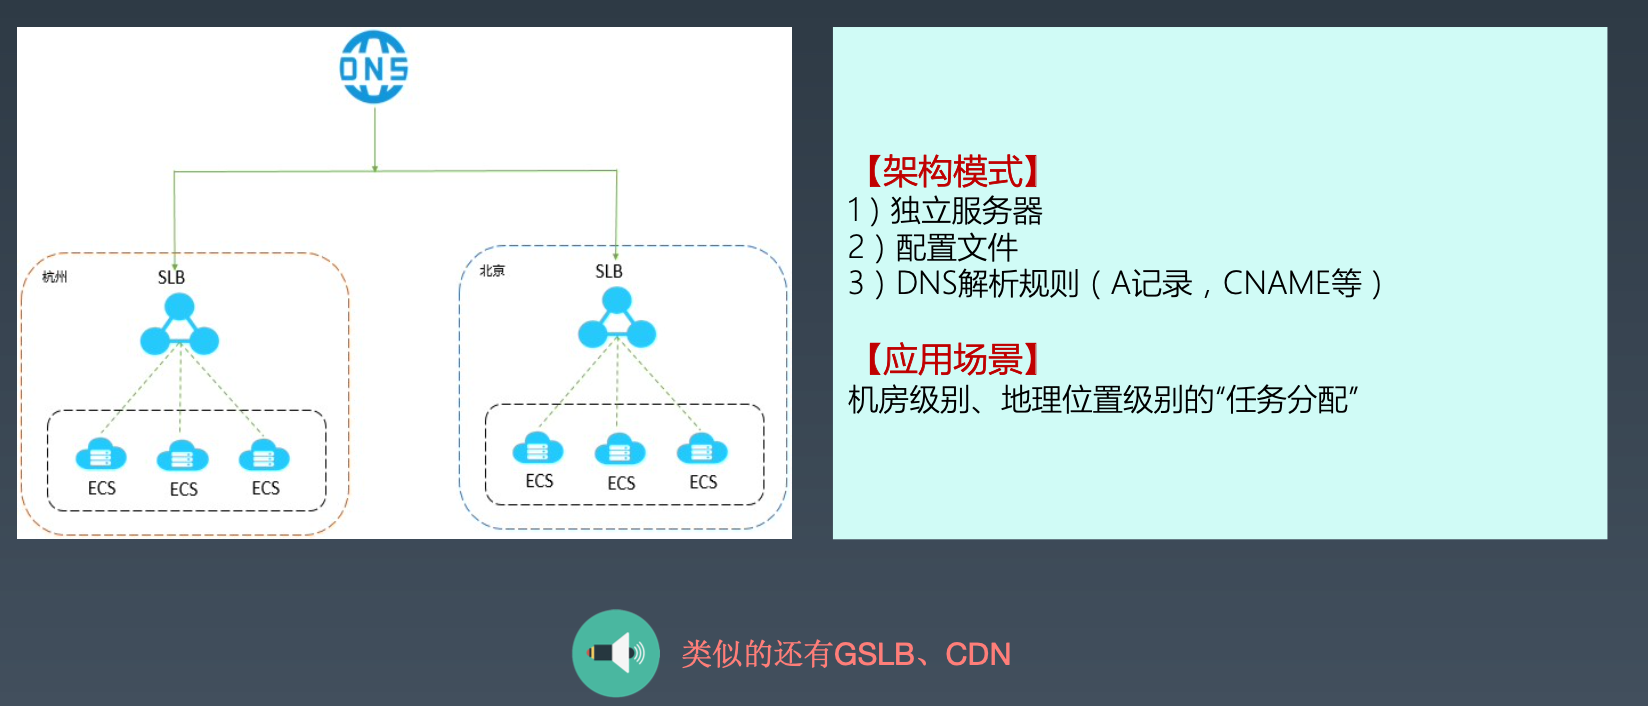 DNS
杭州
SLB
ECS
ECS
ECS
北京
SLB
ECS
ECS
ECS
【架构模式】
1）独立服务器
2）配置文件
3）DNS解析规则（A记录，CNAME等）
【应用场景】
机房级别、地理位置级别的“任务分配”
类似的还有GSLB、CDN